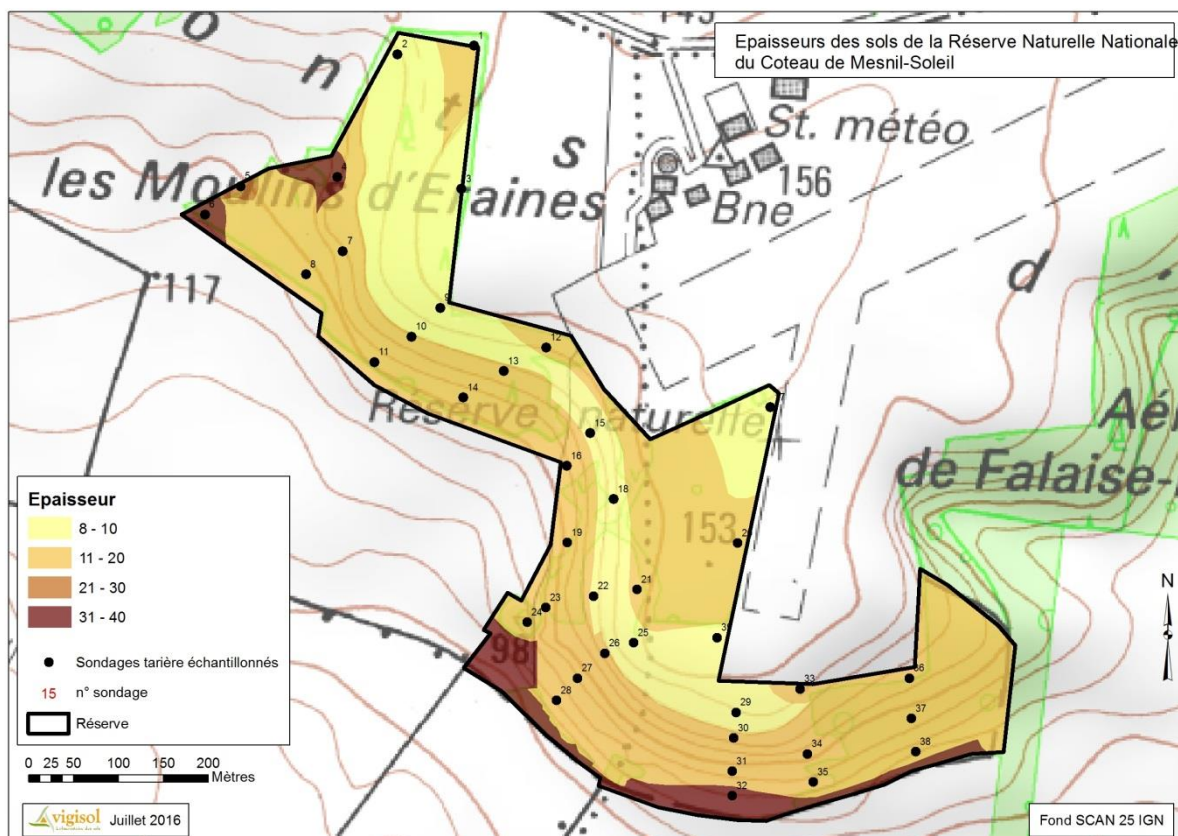 Epaisseurs des sols de la Réserve Naturelle Nationale
du Coteau de Mesnil-Soleil
145
o
n
t
s
d
St. météo
156
Bne
les Moulins d'Eraines
117
Réserve naturelle
153
98
Aé
de Falaise-
1
2
3
5
6
7
8
9
10
11
12
13
14
15
16
18
19
21
22
23
24
25
26
27
28
29
30
31
32
33
34
35
36
37
38
Epaisseur
8 - 10
11 - 20
21 - 30
31 - 40
Sondages tarière échantillonnés
15 n° sondage
Réserve
0 25 50 100 150 200
Mètres
N
vigisol
Juillet 2016
Fond SCAN 25 IGN